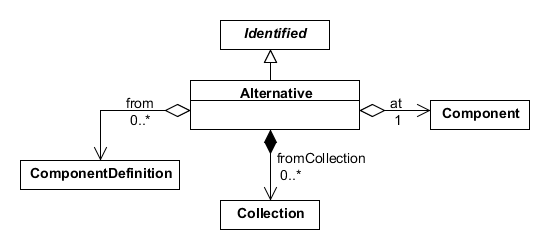 Identified
Alternative
from
0..*
at
1
Component
fromCollection
0..*
ComponentDefinition
Collection